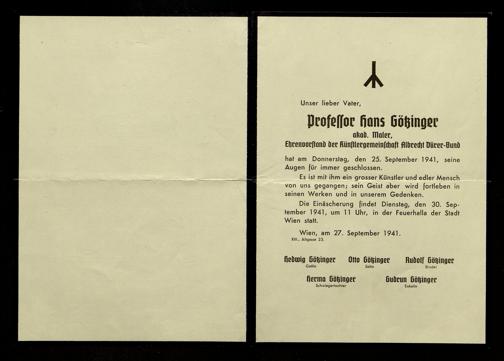 Unser lieber Vater,
Professor Hans Götzinger
akad. Maler,
Ehrenvorstand der Künstlergemeinschaft Albrecht Dürer-Bund
hat am Donnerstag, den 25. September 1941, seine
Augen für immer geschlossen.
Es ist mit ihm ein grosser Künstler und edler Mensch
von uns gegangen; sein Geist aber wird fortleben in
seinen Werken und in unserem Gedenken.
Die Einäscherung findet Dienstag, den 30. Sep-
tember 1941, um 11 Uhr, in der Feuerhalle der Stadt
Wien statt.
Wien, am 27. September 1941.
XIII., Altgasse 23.
Hedwig Götzinger Otto Götzinger Rudolf Götzinger
Gattin Sohn Bruder
Herma Götzinger Gudrun Götzinger
Schwiegertochter Enkelin